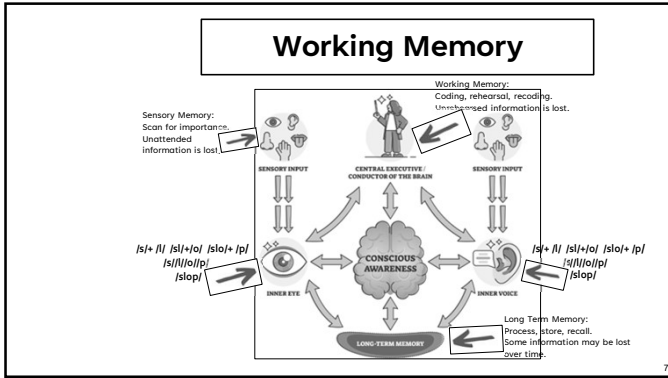 Working Memory
Working Memory:
Coding, rehearsal, recoding.
Unrehearsed information is lost.
Sensory Memory:
Scan for importance.
Unattended
information is lost
SENSORY INPUT
CENTRAL EXECUTIVE/
CONDUCTOR OF THE BRAIN
SENSORY INPUT
/s/+ /l/ /sl/+/o/ /slo/+ /p/
/s//l//o//p/
/slop/
CONSCIOUS
AWARENESS
/s/+ /l/ /sl/+/o/ /slo/+ /p/
/s//l//o//p/
/slop/
INNER EYE
INNER VOICE
LONG-TERM MEMORY
Long Term Memory:
Process, store, recall.
Some information may be lost
over time.
7